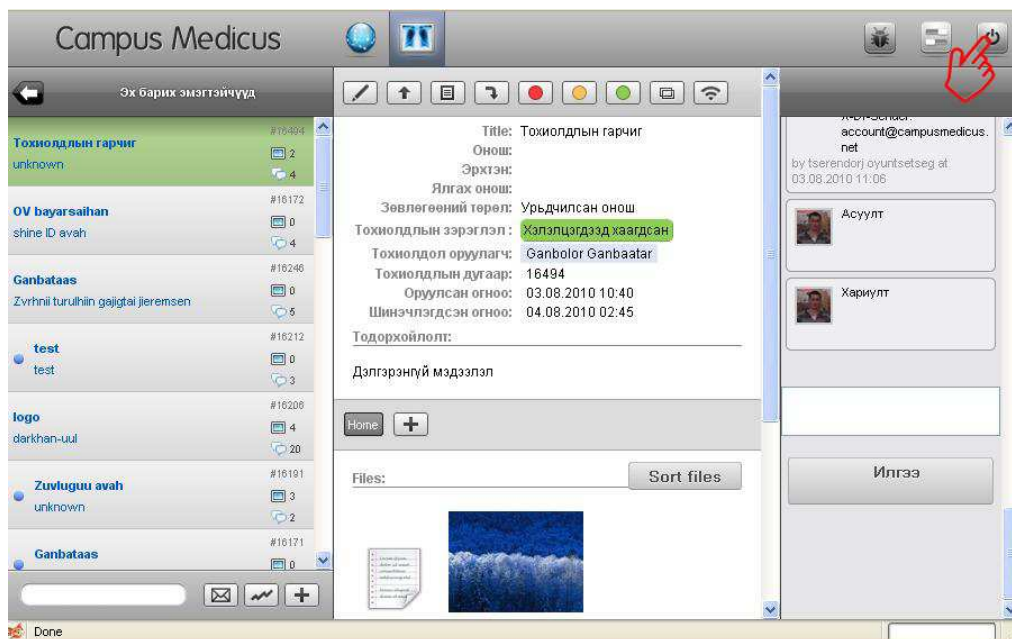 Campus Medicus
Эх барих эмэгтэйчүүд
Тохиолдлын гарчиг
unknown
#16494
2
4
OV bayarsaihan
shine ID avah
#16172
0
4
Ganbataas
Zvrhnii turulhiin gajigtai jieremsen
#16246
0
5
test
test
#16212
0
3
logo
darkhan-uul
#16206
4
20
Zuvluguu avah
unknown
#16191
3
2
Ganbataas
#16171
0
Title: Тохиолдлын гарчиг
Онош:
Эрхтэн:
Ялгах онош:
Зөвлөгөөний төрөл: Урьдчилсан онош
Тохиолдлын зэрэглэл : Хэлэлцэгдээд хаагдсан
Тохиолдол оруулагч: Ganbolor Ganbaatar
Тохиолдлын дугаар: 16494
Оруулсан огноо: 03.08.2010 10:40
Шинэчлэгдсэн огноо: 04.08.2010 02:45
Тодорхойлолт:
Дэлгэрэнгүй мэдээлэл
Home
Files:
Sort files
X-DT-Sender:
account@campusmedicus.
net
by tserendorj oyuntsetseg at
03.08.2010 11:06
Асуулт
Хариулт
Илгээ
Done